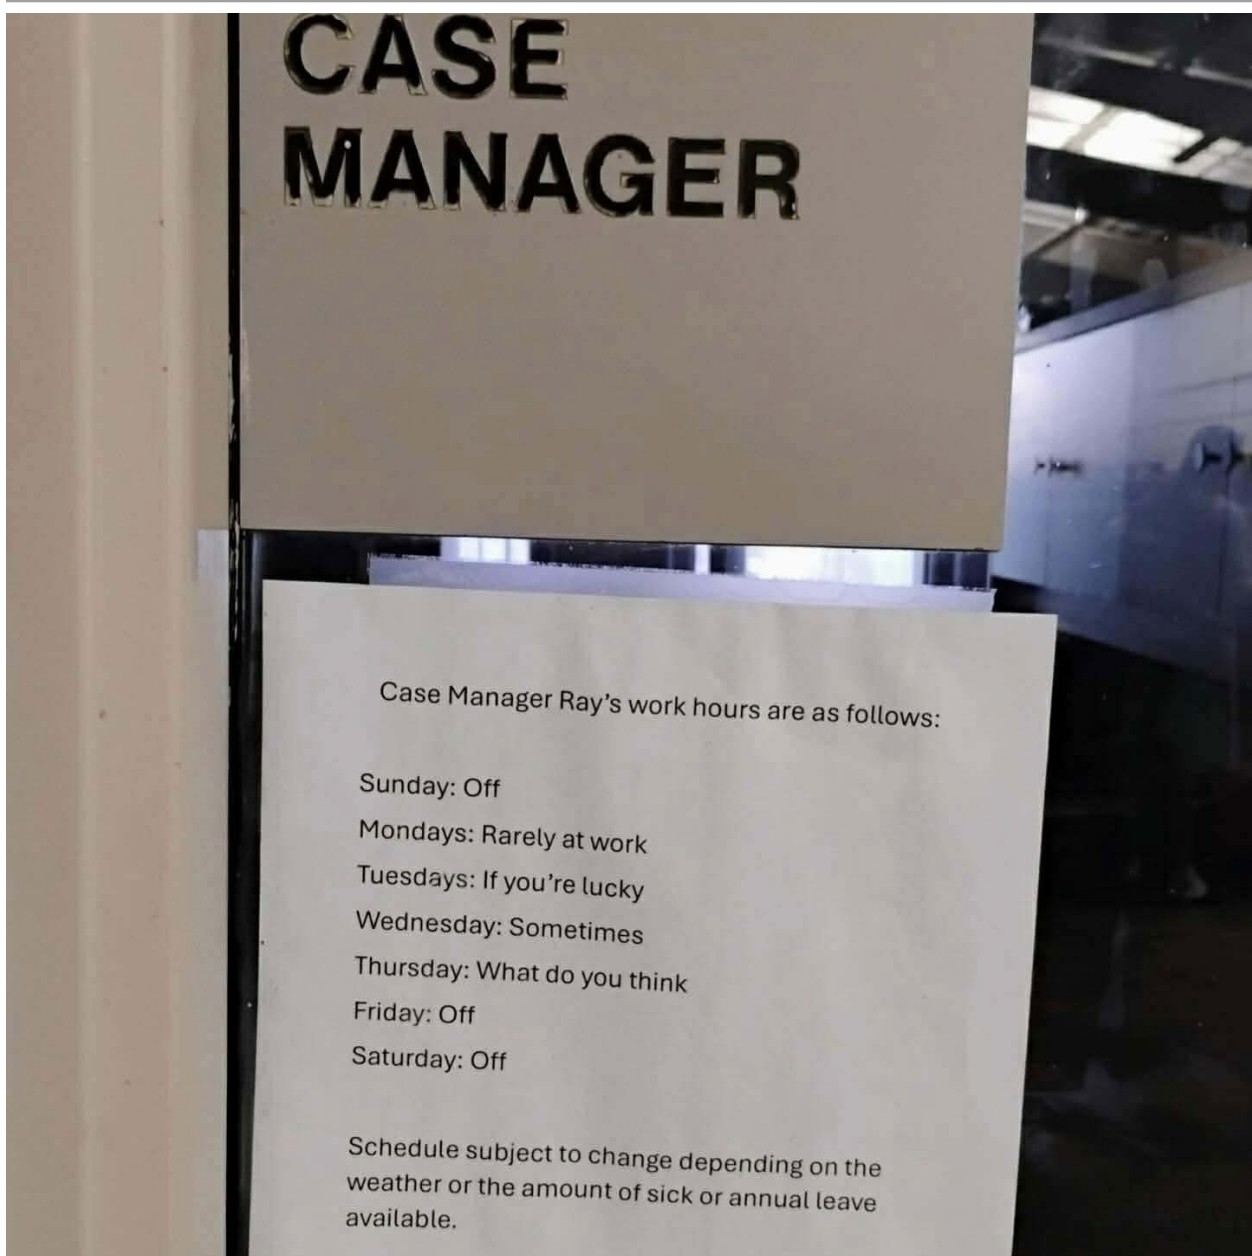 CASE
MANAGER
Case Manager Ray's work hours are as follows:
Sunday: Off
Mondays: Rarely at work
Tuesdays: If you're lucky
Wednesday: Sometimes
Thursday: What do you think
Friday: Off
Saturday: Off
Schedule subject to change depending on the
weather or the amount of sick or annual leave
available.